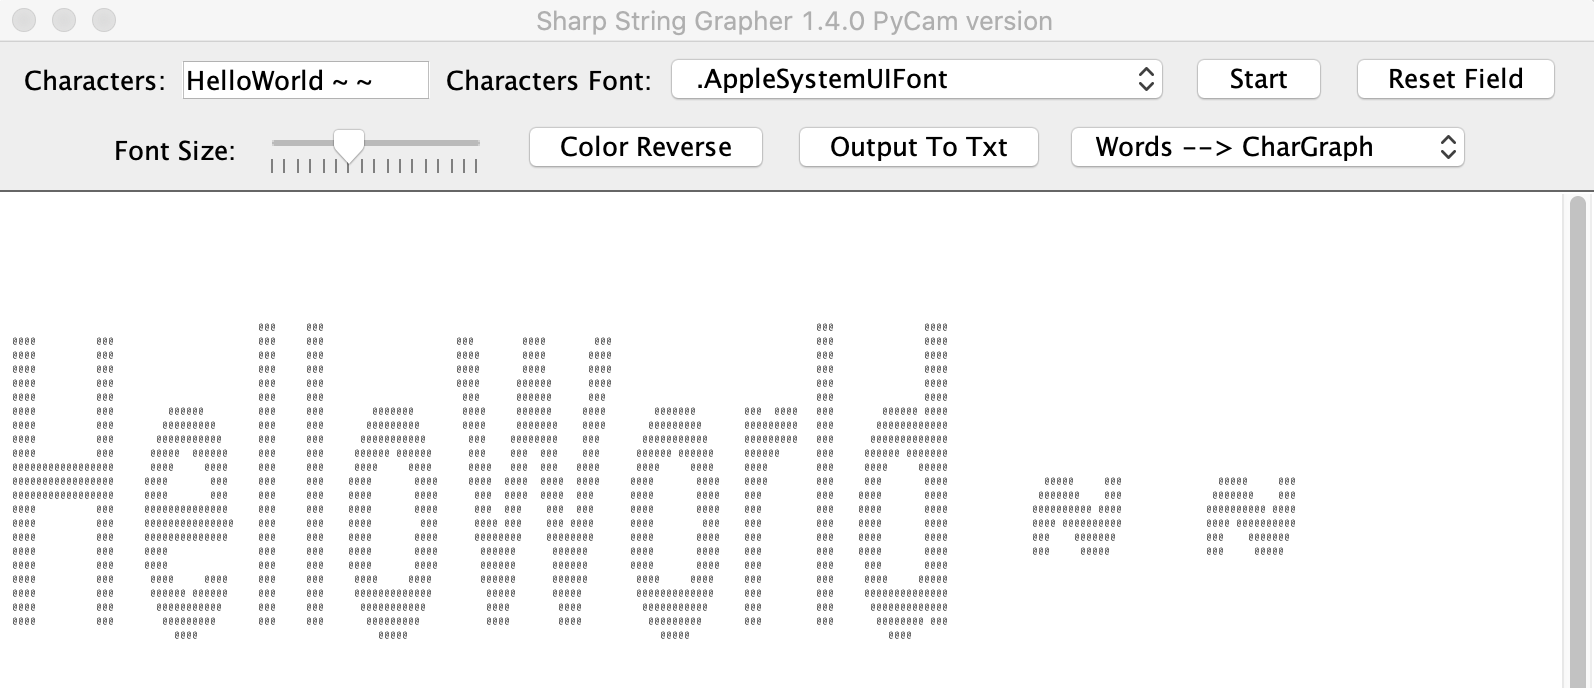 Sharp String Grapher 1.4.0 PyCam version
Characters: HelloWorld ~ ~ Characters Font: .AppleSystemUIFont Start Reset Field
Font Size: Color Reverse Output To Txt Words --> CharGraph
HelloWorld ~ ~